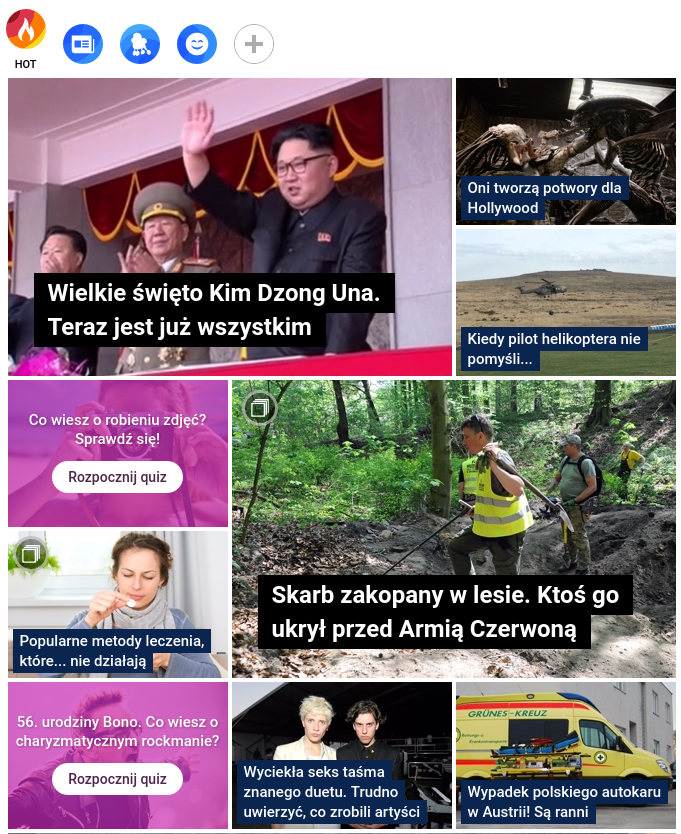 HOT
Wielkie święto Kim Dzong Una.
Teraz jest już wszystkim
Oni tworzą potwory dla
Hollywood
Kiedy pilot helikoptera nie
pomyśli...
Co wiesz o robieniu zdjęć?
Sprawdź się!
Rozpocznij quiz
Skarb zakopany w lesie. Ktoś go
ukrył przed Armią Czerwoną
Popularne metody leczenia,
które... nie działają
56. urodziny Bono. Co wiesz o
charyzmatycznym rockmanie?
Rozpocznij quiz
Wyciekła seks taśma
znanego duetu. Trudno
uwierzyć, co zrobili artyści
GRÜNES-KREUZ
Wypadek polskiego autokaru
w Austrii! Są ranni